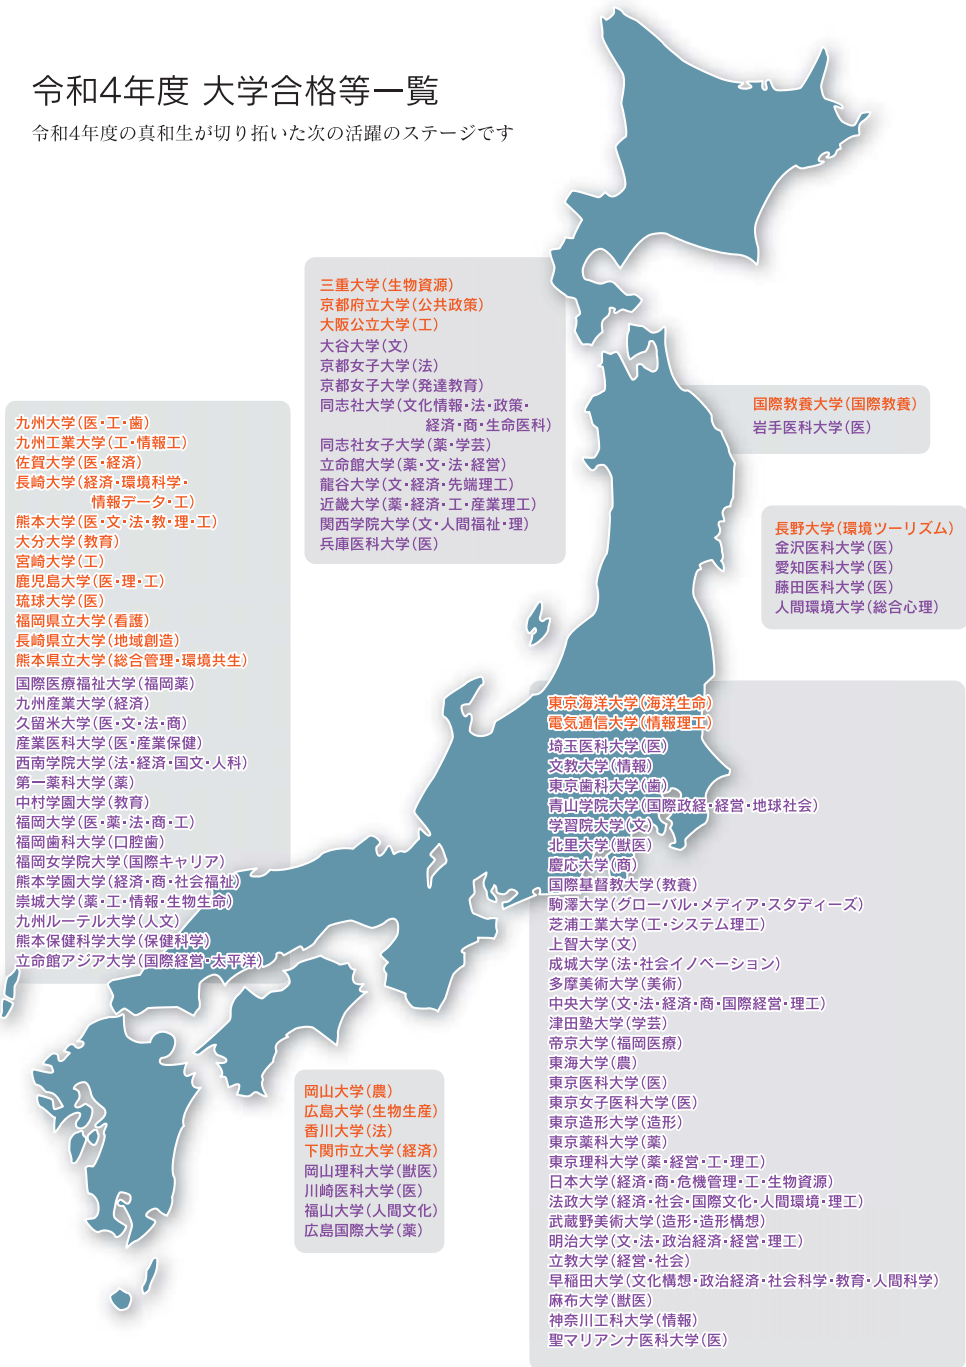 令和4年度 大学合格等一覧
令和4年度の真和生が切り拓いた次の活躍のステージです
三重大学(生物資源)
京都府立大学(公共政策)
大阪公立大学(工)
大谷大学(文)
京都女子大学(法)
京都女子大学(発達教育)
同志社大学(文化情報・法・政策・
経済・商・生命医科)
同志社女子大学(薬・学芸)
立命館大学(薬・文・法・経営)
龍谷大学(文・経済・先端理工)
近畿大学(薬・経済・工・産業理工)
関西学院大学(文・人間福祉・理)
兵庫医科大学(医)
国際教養大学(国際教養)
岩手医科大学(医)
九州大学(医・工・歯)
九州工業大学(工・情報工)
佐賀大学(医・経済)
長崎大学(経済・環境科学・
情報データ・工)
熊本大学(医・文・法・教・理・工)
大分大学(教育)
宮崎大学(工)
鹿児島大学(医・理・工)
琉球大学(医)
福岡県立大学(看護)
長崎県立大学(地域創造)
熊本県立大学(総合管理・環境共生)
国際医療福祉大学(福岡薬)
九州産業大学(経済)
久留米大学(医・文・法・商)
産業医科大学(医・産業保健)
西南学院大学(法・経済・国文・人科)
第一薬科大学(薬)
中村学園大学(教育)
福岡大学(医・薬・法・商・工)
福岡歯科大学(口腔歯)
福岡女学院大学(国際キャリア)
熊本学園大学(経済・商・社会福祉)
崇城大学(薬・工・情報・生物生命)
九州ルーテル大学(人文)
熊本保健科学大学(保健科学)
立命館アジア大学(国際経営・太平洋)
長野大学(環境ツーリズム)
金沢医科大学(医)
愛知医科大学(医)
藤田医科大学(医)
人間環境大学(総合心理)
東京海洋大学(海洋生命)
電気通信大学(情報理工)
埼玉医科大学(医)
文教大学(情報)
東京歯科大学(歯)
青山学院大学(国際政経・経営・地球社会)
学習院大学(文)
北里大学(獣医)
慶応大学(商)
国際基督教大学(教養)
駒澤大学(グローバル・メディア・スタディーズ)
芝浦工業大学(工・システム理工)
上智大学(文)
成城大学(法・社会イノベーション)
多摩美術大学(美術)
中央大学(文・法・経済・商・国際経営・理工)
津田塾大学(学芸)
帝京大学(福岡医療)
東海大学(農)
東京医科大学(医)
東京女子医科大学(医)
東京造形大学(造形)
東京薬科大学(薬)
東京理科大学(薬・経営・工・理工)
日本大学(経済・商・危機管理・工・生物資源)
法政大学(経済・社会・国際文化・人間環境・理工)
武蔵野美術大学(造形・造形構想)
明治大学(文・法・政治経済・経営・理工)
立教大学(経営・社会)
早稲田大学(文化構想・政治経済・社会科学・教育・人間科学)
麻布大学(獣医)
神奈川工科大学(情報)
聖マリアンナ医科大学(医)
岡山大学(農)
広島大学(生物生産)
香川大学(法)
下関市立大学(経済)
岡山理科大学(獣医)
川崎医科大学(医)
福山大学(人間文化)
広島国際大学(薬)